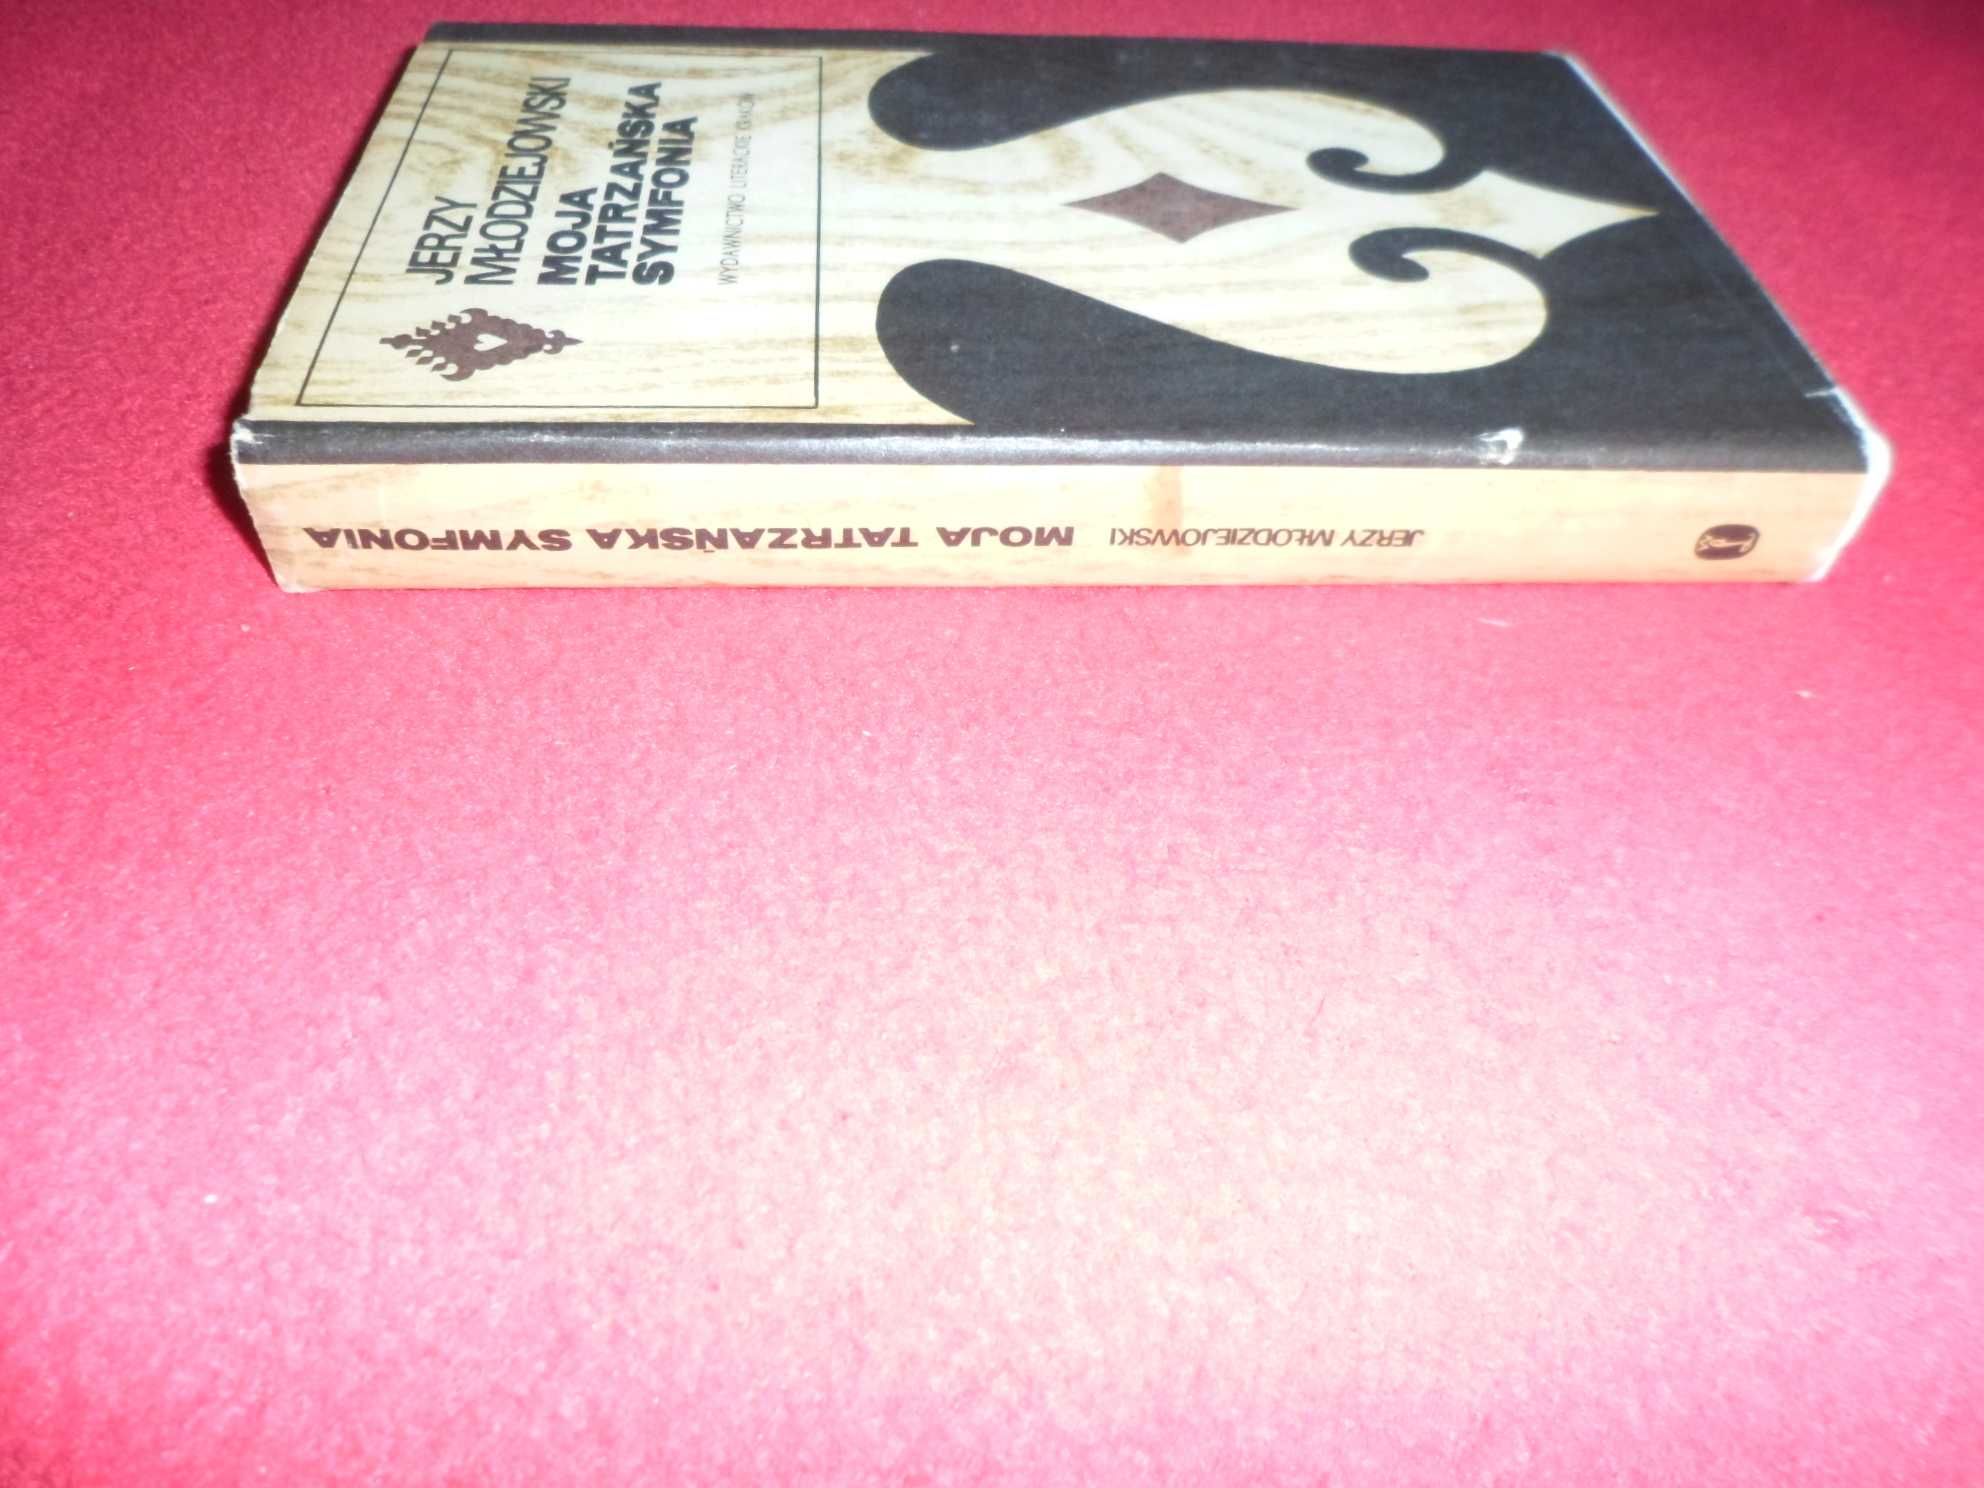 JERZY
MŁODZIEJOWSKI
MOJA
TATRZAŃSKA
SYMFONIA
WYDAWNICTWO LITERACKIE KRAKÓW
JERZY MŁODZIEJOWSKI MOJA TATRZAŃSKA SYMFONIA